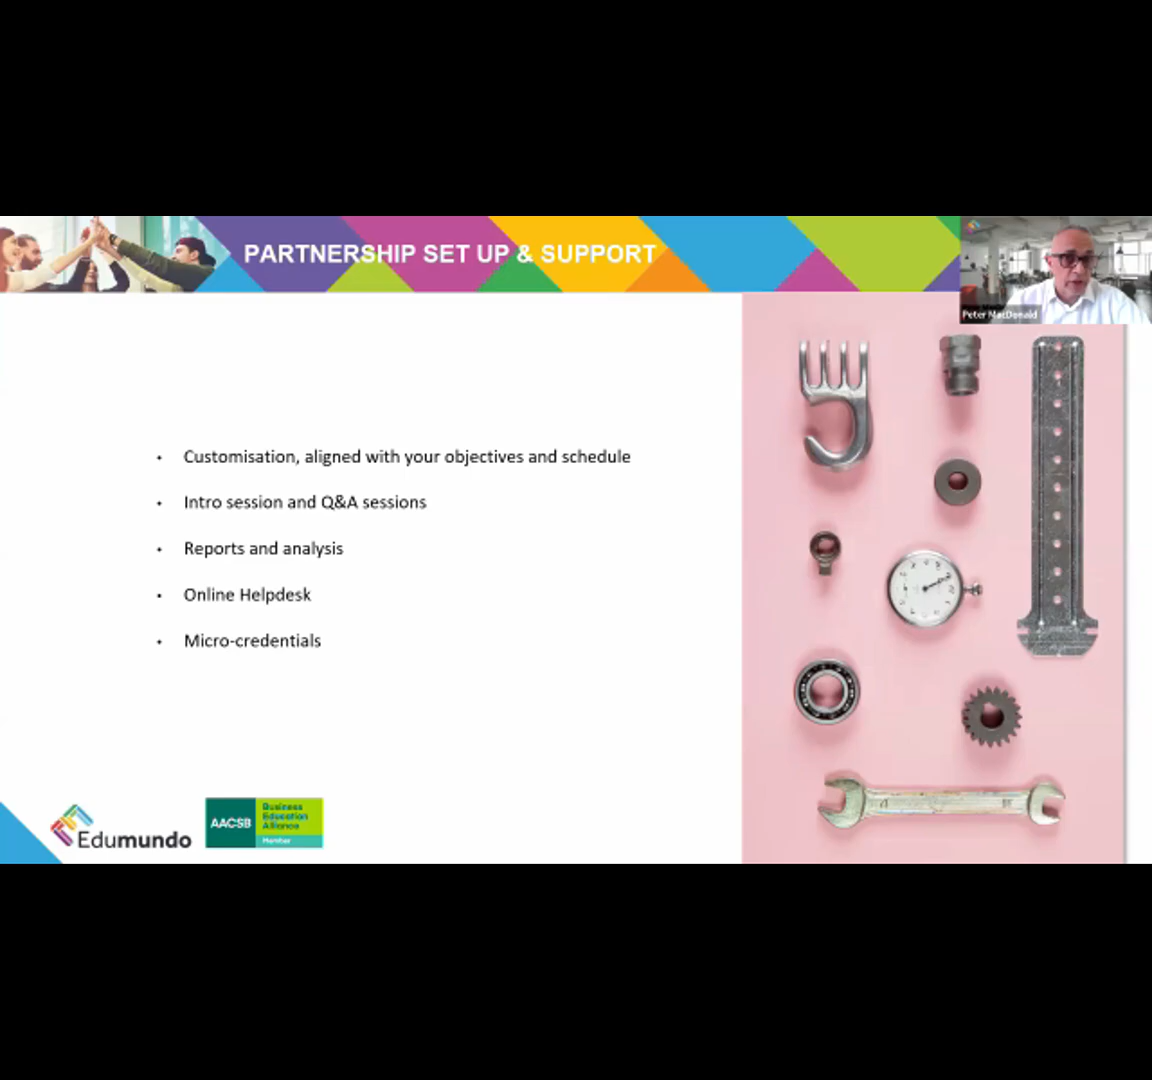 PARTNERSHIP SET UP & SUPPORT
Peter MacDonald
• Customisation, aligned with your objectives and schedule
• Intro session and Q&A sessions
• Reports and analysis
• Online Helpdesk
• Micro-credentials
Edumundo
AACSB
Business
Education
Alliance
Member